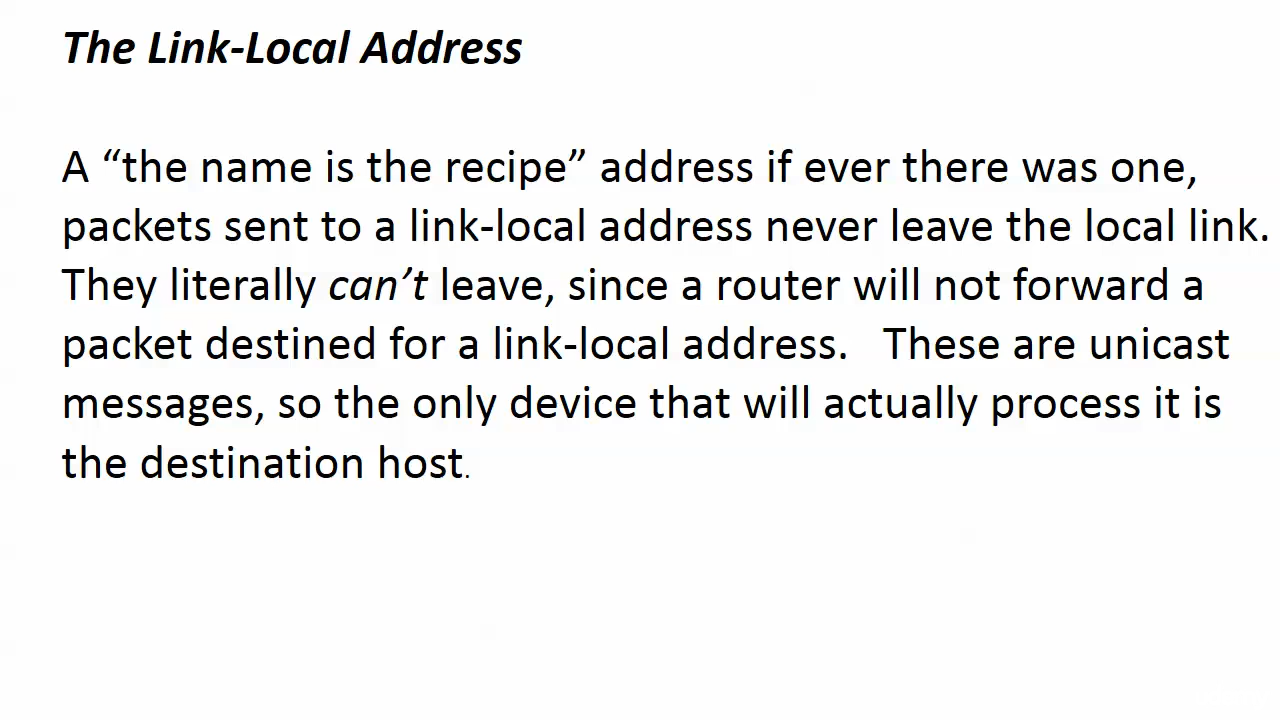 The Link-Local Address
A “the name is the recipe” address if ever there was one,
packets sent to a link-local address never leave the local link.
They literally can’t leave, since a router will not forward a
packet destined for a link-local address.   These are unicast
messages, so the only device that will actually process it is
the destination host.